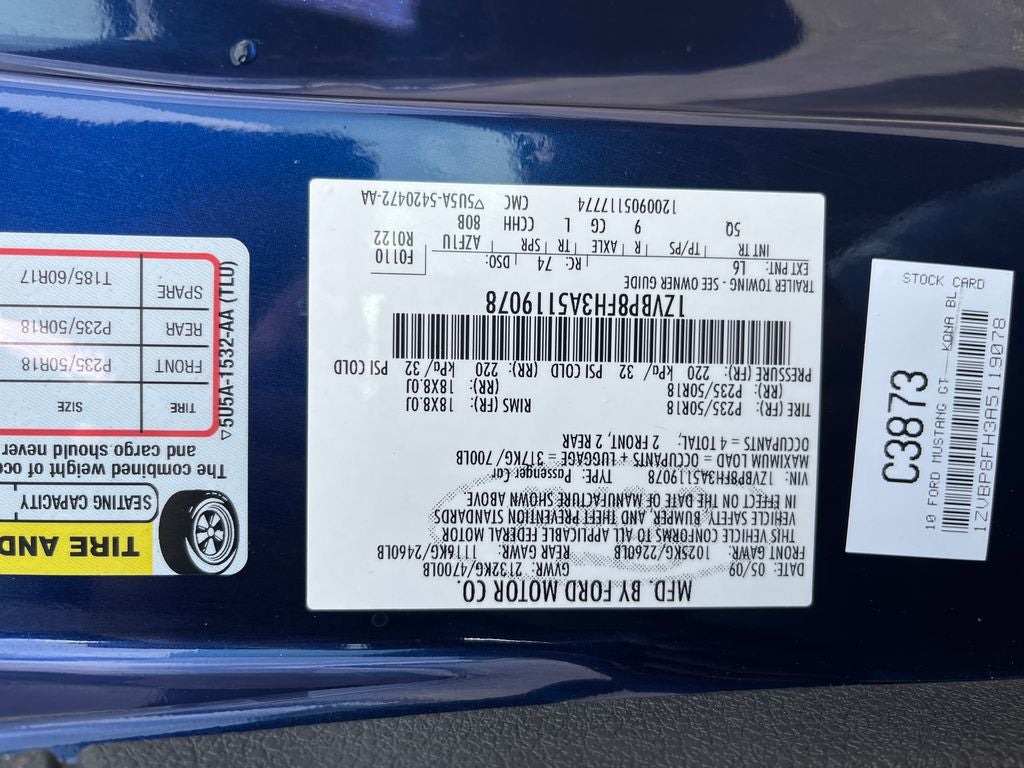 MFD. BY FORD MOTOR CO.
DATE: 05/09 GVWR: 2132KG/4700LB
FRONT GAWR: 1025KG/2260LB REAR GAWR: 1116KG/2460LB
THIS VEHICLE CONFORMS TO ALL APPLICABLE FEDERAL MOTOR
VEHICLE SAFETY, BUMPER, AND THEFT PREVENTION STANDARDS
IN EFFECT ON THE DATE OF MANUFACTURE SHOWN ABOVE
VIN: 1ZVBP8FH3A5119078 TYPE: Passenger Car
MAXIMUM LOAD = OCCUPANTS + LUGGAGE = 317KG/700LB
OCCUPANTS = 4 TOTAL, 2 FRONT, 2 REAR
TIRE (FR): P235/50R18 RIMS (FR): 18X8.0J
(RR): P235/50R18 (RR): 18X8.0J
PRESSURE (FR): 220 kPa/ 32 PSI COLD (RR): 220 kPa/ 32 PSI COLD
1ZVBP8FH3A5119078
TRAILER TOWING - SEE OWNER GUIDE
EXT PNT: L6 RC: 74 DSO: F0110
INT TR TP/PS R AXLE TR SPR AZF1U R0122
5Q 9 CG L CCHH 80B
1200905117774 CMC ▽5U5A-5420472-AA
TIRE AND
SEATING CAPACITY
The combined weight of occ
and cargo should never
TIRE SIZE
FRONT P235/50R18
REAR P235/50R18
SPARE T185/60R17
▽5U5A-1532-AA (TLU)
STOCK CARD
C3873
10 FORD MUSTANG GT- KONA BL
1ZVBP8FH3A5119078